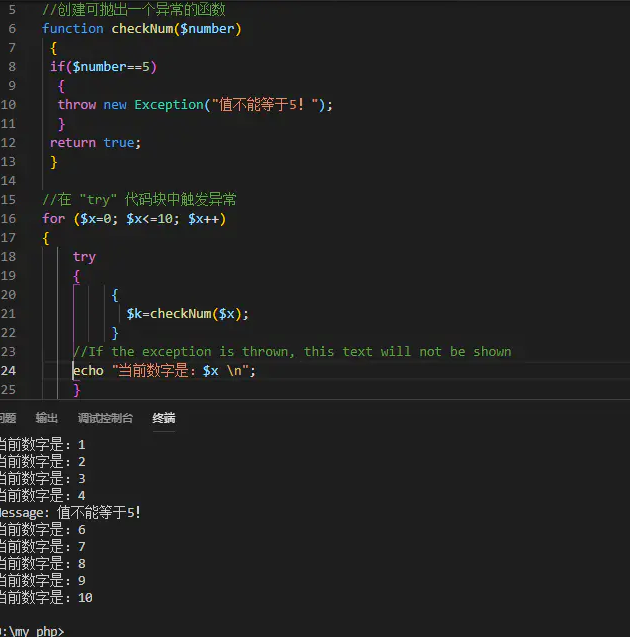 5 //创建可抛出一个异常的函数
6 function checkNum($number)
7 {
8 if($number==5)
9 {
10 throw new Exception("值不能等于5! ");
11 }
12 return true;
13 }
14
15 //在 "try" 代码块中触发异常
16 for ($x=0; $x<=10; $x++)
17 {
18 try
19 {
20 {
21 $k=checkNum($x);
22 }
23 //If the exception is thrown, this text will not be shown
24 echo "当前数字是: $x \n";
25 }
问题 输出 调试控制台 终端
当前数字是: 1
当前数字是: 2
当前数字是: 3
当前数字是: 4
Message: 值不能等于5!
当前数字是: 6
当前数字是: 7
当前数字是: 8
当前数字是: 9
当前数字是: 10
:\my php>